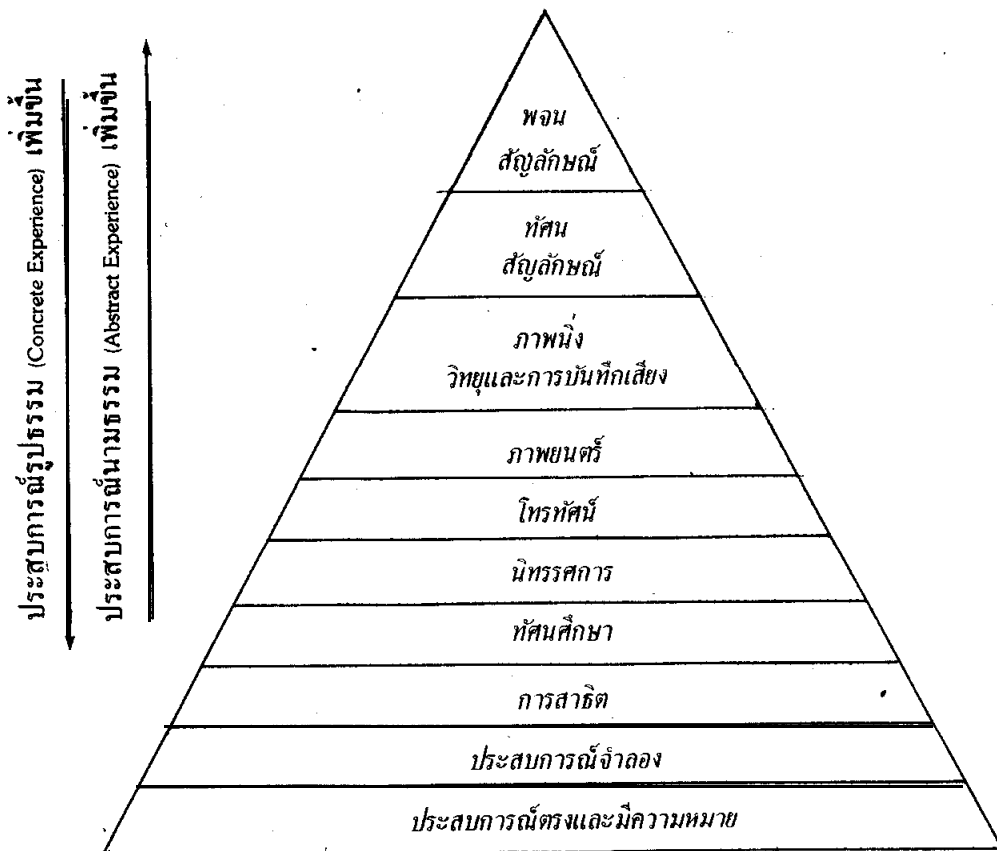 ประสบการณ์รูปธรรม (Concrete Experience) เพิ่มขึ้น
ประสบการณ์นามธรรม (Abstract Experience) เพิ่มขึ้น
พจน
สัญลักษณ์
ทัศน
สัญลักษณ์
ภาพนิ่ง
วิทยุและการบันทึกเสียง
ภาพยนตร์
โทรทัศน์
นิทรรศการ
ทัศนศึกษา
การสาธิต
ประสบการณ์จำลอง
ประสบการณ์ตรงและมีความหมาย